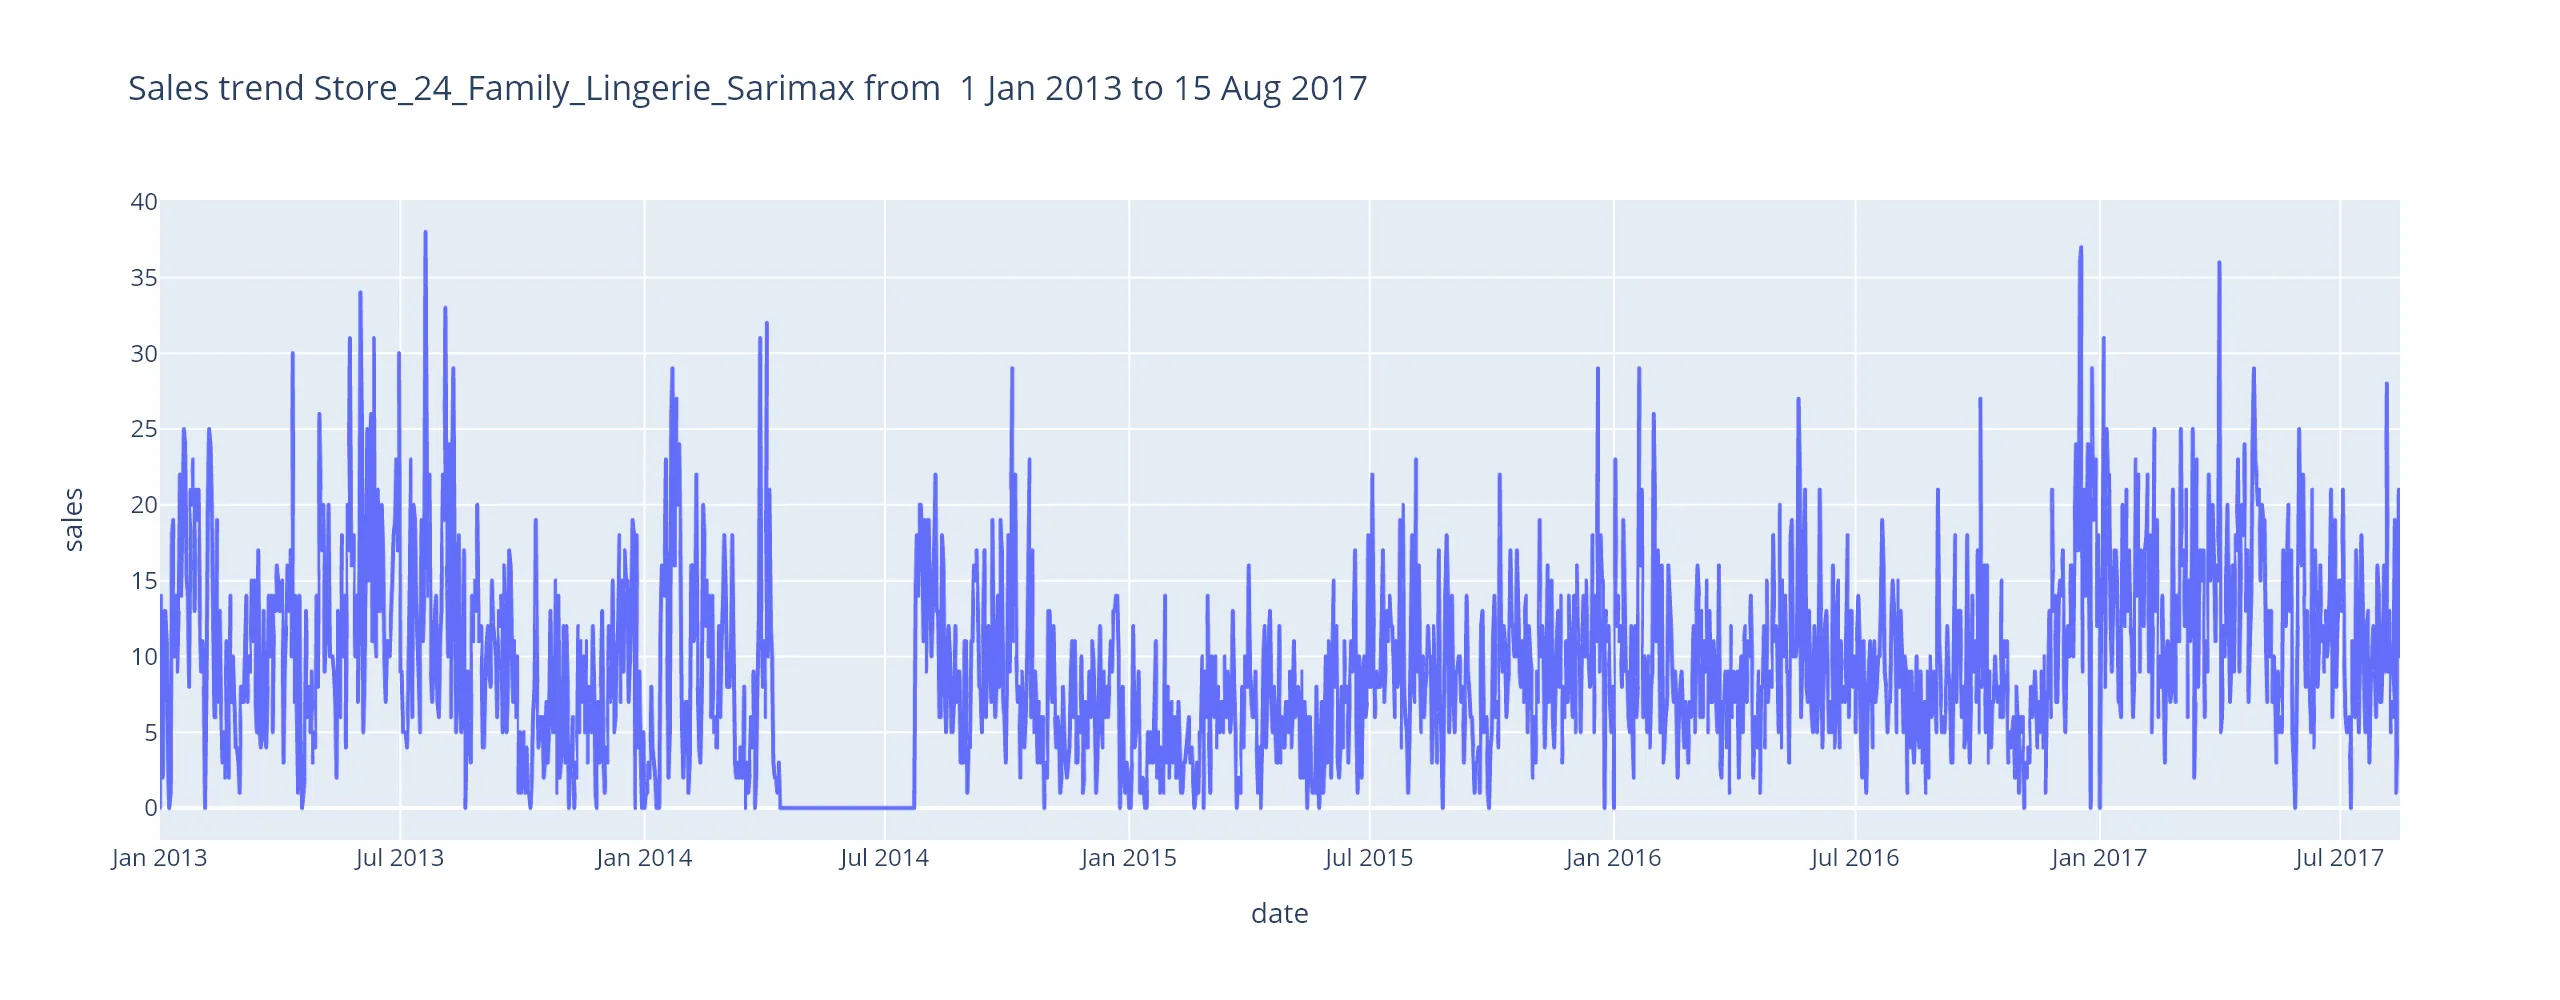 Sales trend Store_24_Family_Lingerie_Sarimax from  1 Jan 2013 to 15 Aug 2017
40
35
30
25
20
15
10
5
0
sales
Jan 2013 Jul 2013 Jan 2014 Jul 2014 Jan 2015 Jul 2015 Jan 2016 Jul 2016 Jan 2017 Jul 2017
date